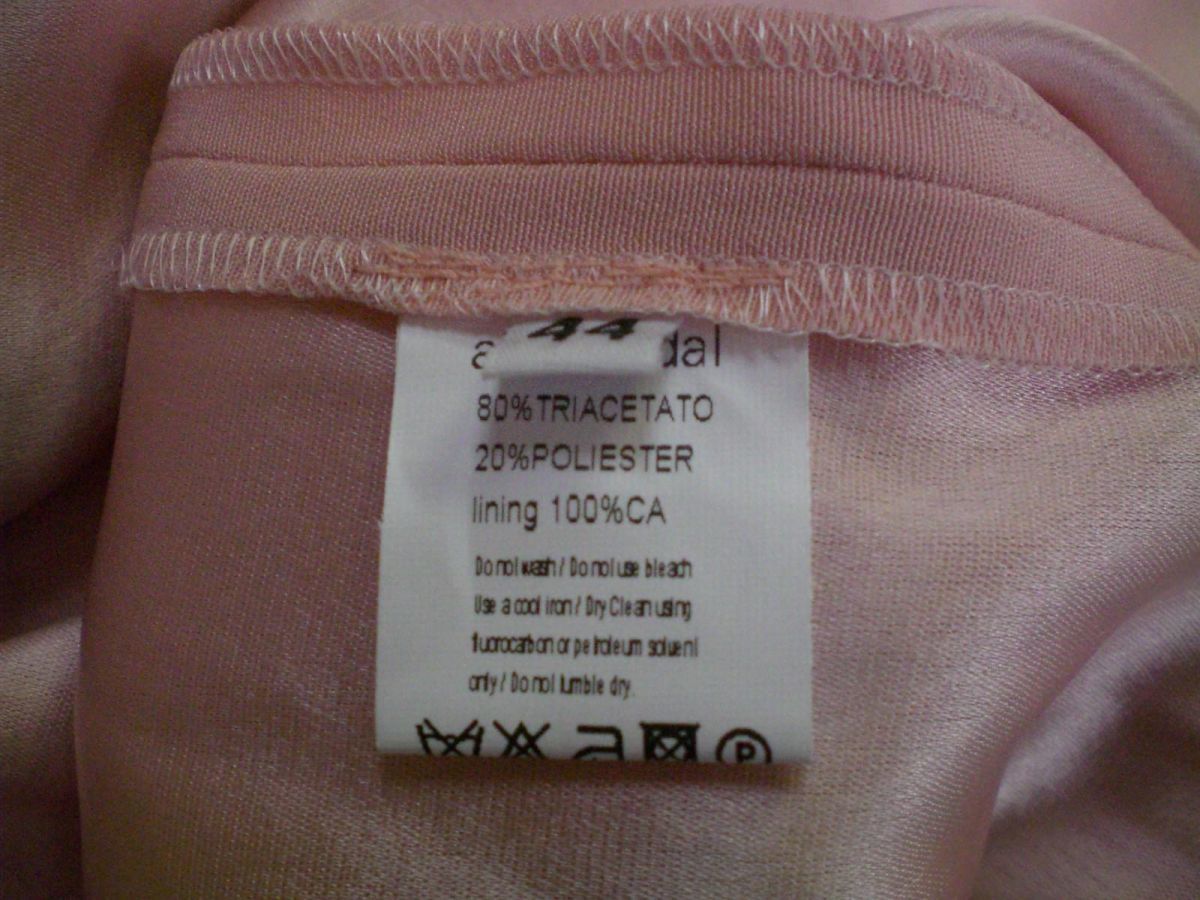 44
80%TRIACETATO
20%POLIESTER
lining 100%CA
Do not wash / Do not use bleach
Use a cool iron / Dry Clean using
fluorocarbon or petroleum solvent
only / Do not tumble dry.
P